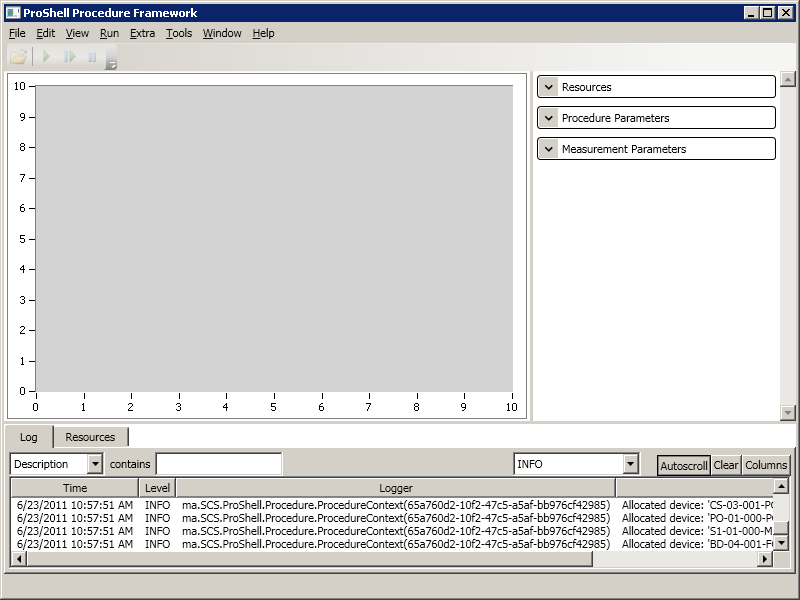 ProShell Procedure Framework
File Edit View Run Extra Tools Window Help
10
9
8
7
6
5
4
3
2
1
0
0 1 2 3 4 5 6 7 8 9 10
Resources
Procedure Parameters
Measurement Parameters
Log Resources
Description contains INFO Autoscroll Clear Columns
Time Level Logger
6/23/2011 10:57:51 AM INFO ma.SCS.ProShell.Procedure.ProcedureContext(65a760d2-10f2-47c5-a5af-bb976cf42985) Allocated device: 'CS-03-001-PO
6/23/2011 10:57:51 AM INFO ma.SCS.ProShell.Procedure.ProcedureContext(65a760d2-10f2-47c5-a5af-bb976cf42985) Allocated device: 'PO-01-000-P
6/23/2011 10:57:51 AM INFO ma.SCS.ProShell.Procedure.ProcedureContext(65a760d2-10f2-47c5-a5af-bb976cf42985) Allocated device: 'S1-01-000-M
6/23/2011 10:57:51 AM INFO ma.SCS.ProShell.Procedure.ProcedureContext(65a760d2-10f2-47c5-a5af-bb976cf42985) Allocated device: 'BD-04-001-F